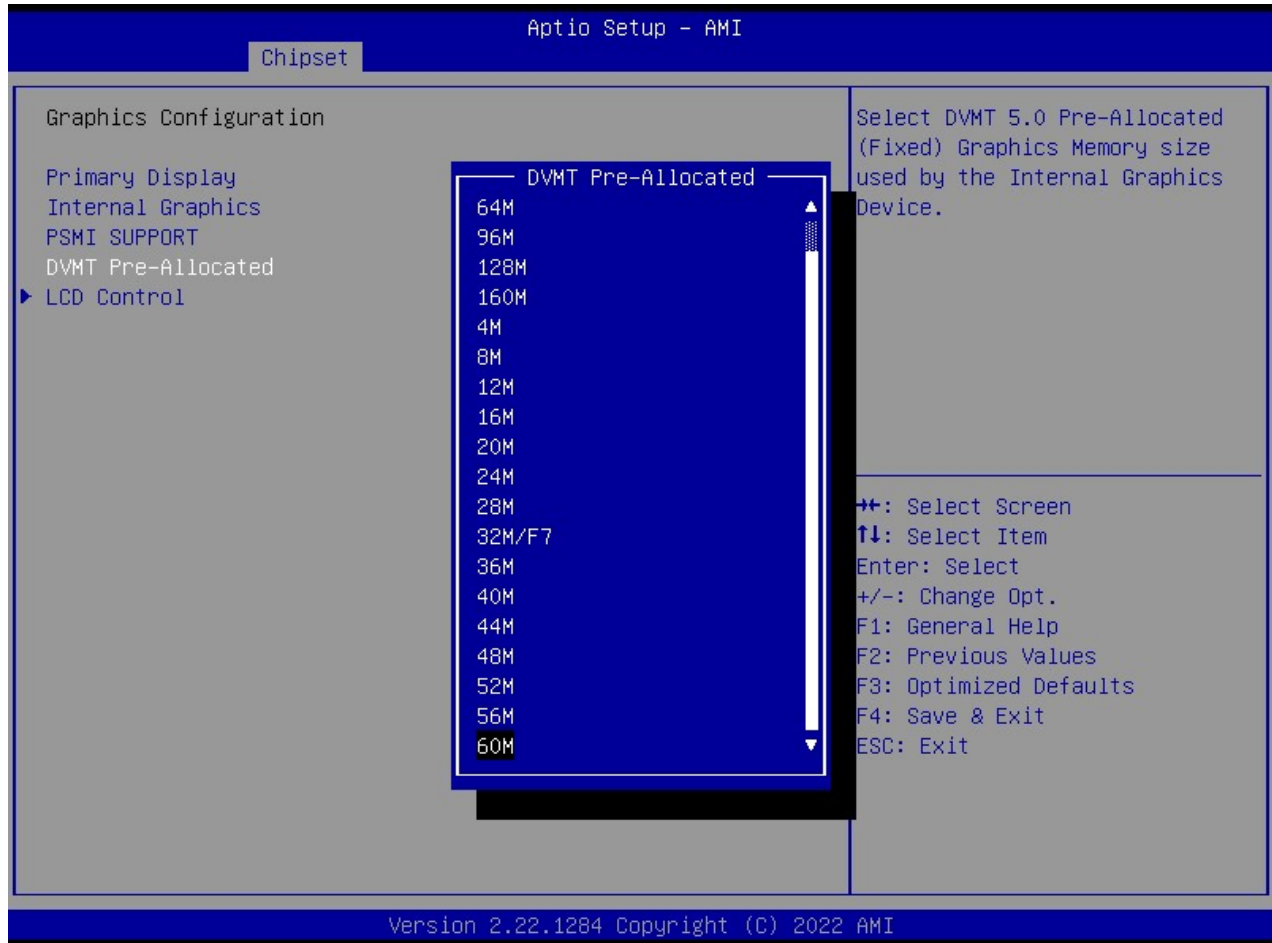 Aptio Setup – AMI
Chipset
Graphics Configuration
Primary Display
Internal Graphics
PSMI SUPPORT
DVMT Pre-Allocated
LCD Control
DVMT Pre-Allocated
64M
96M
128M
160M
4M
8M
12M
16M
20M
24M
28M
32M/F7
36M
40M
44M
48M
52M
56M
60M
Select DVMT 5.0 Pre-Allocated
(Fixed) Graphics Memory size
used by the Internal Graphics
Device.
→←: Select Screen
↑↓: Select Item
Enter: Select
+/-: Change Opt.
F1: General Help
F2: Previous Values
F3: Optimized Defaults
F4: Save & Exit
ESC: Exit
Version 2.22.1284 Copyright (C) 2022 AMI